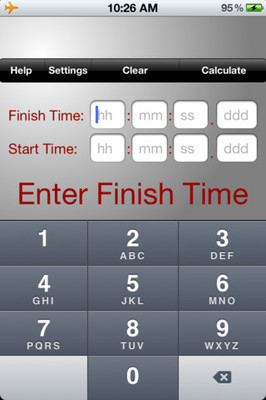 10:26 AM 95%
Help Settings Clear Calculate
Finish Time: hh : mm : ss . ddd
Start Time: hh : mm : ss . ddd
Enter Finish Time
1 2 3
ABC DEF
4 5 6
GHI JKL MNO
7 8 9
PQRS TUV WXYZ
0